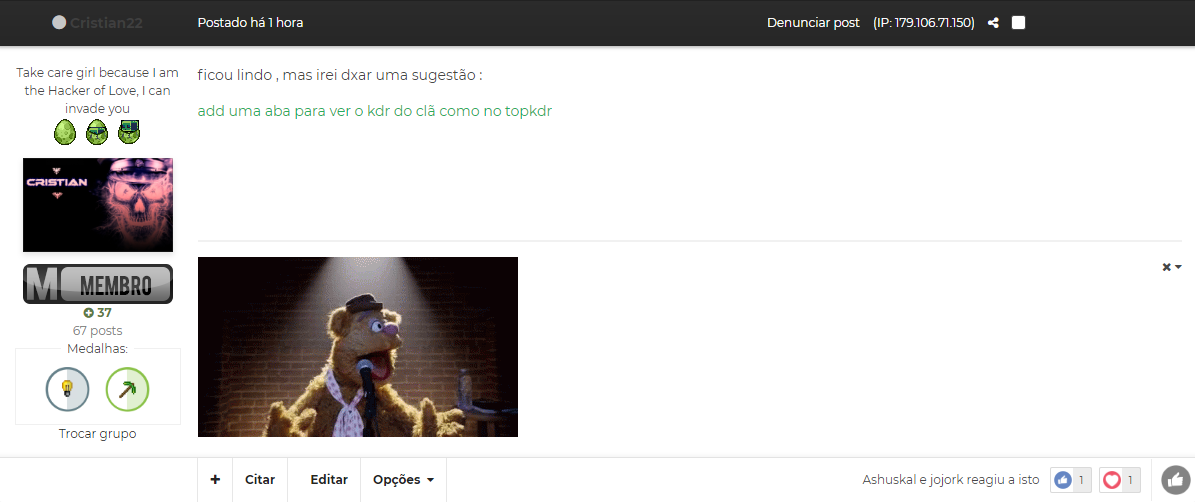 Cristian22
Postado há 1 hora
Denunciar post (IP: 179.106.71.150)
Take care girl because I am
the Hacker of Love, I can
invade you
CRISTIAN
M MEMBRO
37
67 posts
Medalhas:
Trocar grupo
ficou lindo , mas irei dxar uma sugestão :
add uma aba para ver o kdr do clã como no topkdr
+ Citar Editar Opções
Ashuskal e jojork reagiu a isto 1 1